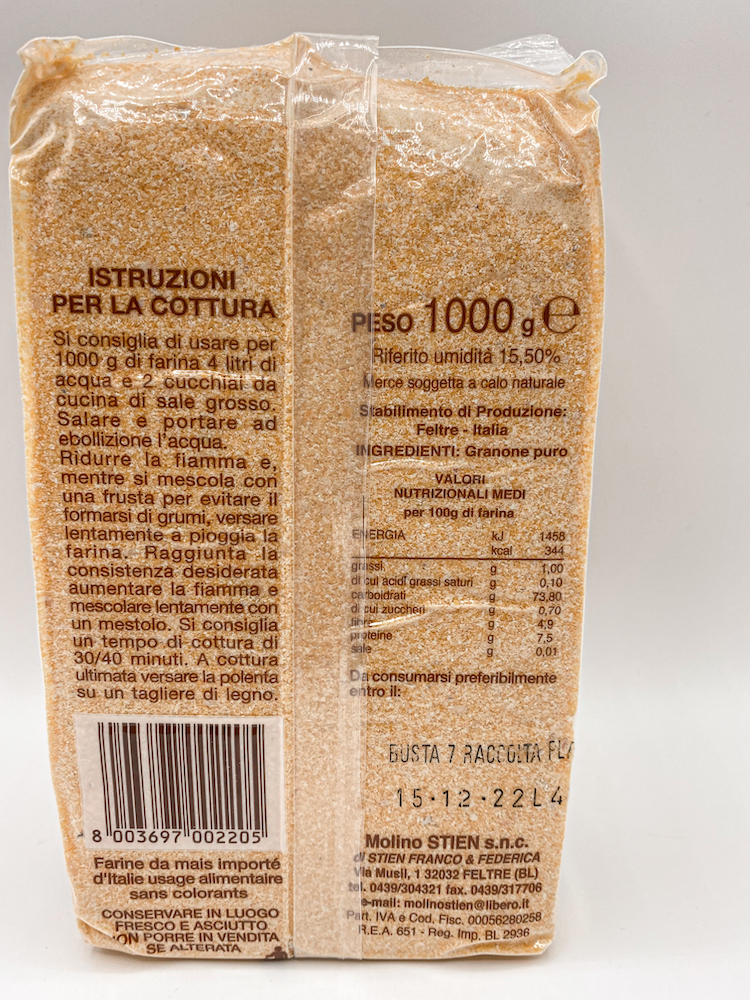 ISTRUZIONI
PER LA COTTURA
Si consiglia di usare per
1000 g di farina 4 litri di
acqua e 2 cucchiai da
cucina di sale grosso.
Salare e portare ad
ebollizione l'acqua.
Ridurre la fiamma e,
mentre si mescola con
una frusta per evitare il
formarsi di grumi, versare
lentamente a pioggia la
farina. Raggiunta la
consistenza desiderata
aumentare la fiamma e
mescolare lentamente con
un mestolo. Si consiglia
un tempo di cottura di
30/40 minuti. A cottura
ultimata versare la polenta
su un tagliere di legno.
8 003697 002205
Farine da mais importé
d'Italie usage alimentaire
sans colorants
CONSERVARE IN LUOGO
FRESCO E ASCIUTTO
NON PORRE IN VENDITA
SE ALTERATA
PESO 1000 g e
Riferito umidità 15,50%
Merce soggetta a calo naturale
Stabilimento di Produzione:
Feltre - Italia
INGREDIENTI: Granone puro
VALORI
NUTRIZIONALI MEDI
per 100g di farina
ENERGIA kJ 1458
kcal 344
grassi g 1,00
di cui acidi grassi saturi g 0,10
carboidrati g 73,80
di cui zuccheri g 0,70
fibre g 4,9
proteine g 7,5
sale g 0,01
Da consumarsi preferibilmente
entro il:
BUSTA 7 RACCOLTA
15·12·22L4
Molino STIEN s.n.c.
di STIEN FRANCO & FEDERICA
Via Musil, 1 32032 FELTRE (BL)
tel. 0439/304321 fax. 0439/317706
e-mail: molinostien@libero.it
Part. IVA e Cod. Fisc. 00056280258
R.E.A. 651 - Reg. Imp. BL 2936